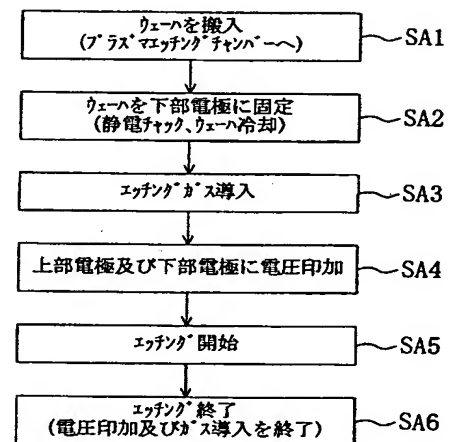 ウェーハを搬入
(プラズマエッチングチャンバーへ)
SA1
ウェーハを下部電極に固定
(静電チャック、ウェーハ冷却)
SA2
エッチングガス導入
SA3
上部電極及び下部電極に電圧印加
SA4
エッチング開始
SA5
エッチング終了
(電圧印加及びガス導入を終了)
SA6